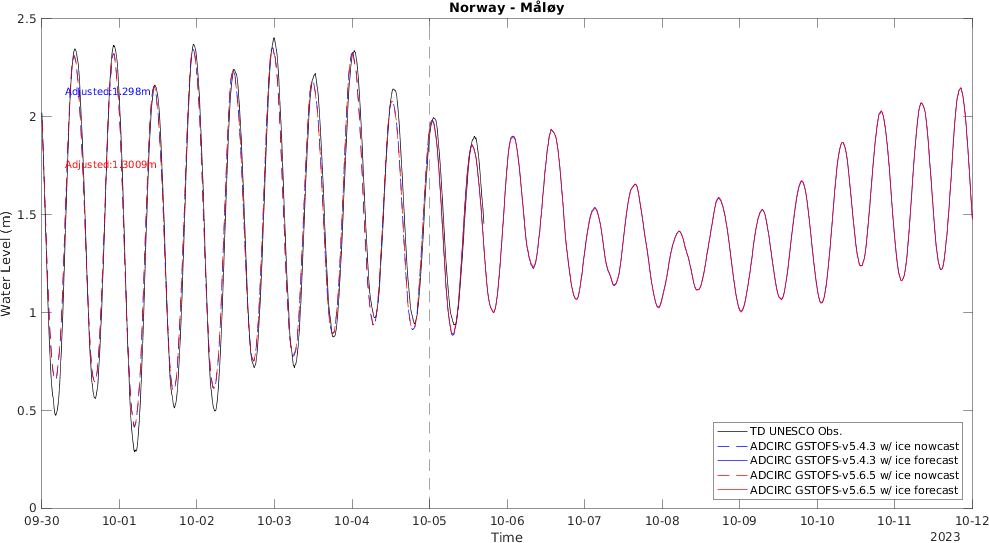 Norway - Måløy
2.5
2
1.5
1
0.5
0
Water Level (m)
Adjusted:1.298m
Adjusted:1.3009m
TD UNESCO Obs.
ADCIRC GSTOFS-v5.4.3 w/ ice nowcast
ADCIRC GSTOFS-v5.4.3 w/ ice forecast
ADCIRC GSTOFS-v5.6.5 w/ ice nowcast
ADCIRC GSTOFS-v5.6.5 w/ ice forecast
09-30 10-01 10-02 10-03 10-04 10-05 10-06 10-07 10-08 10-09 10-10 10-11 10-12
Time
2023